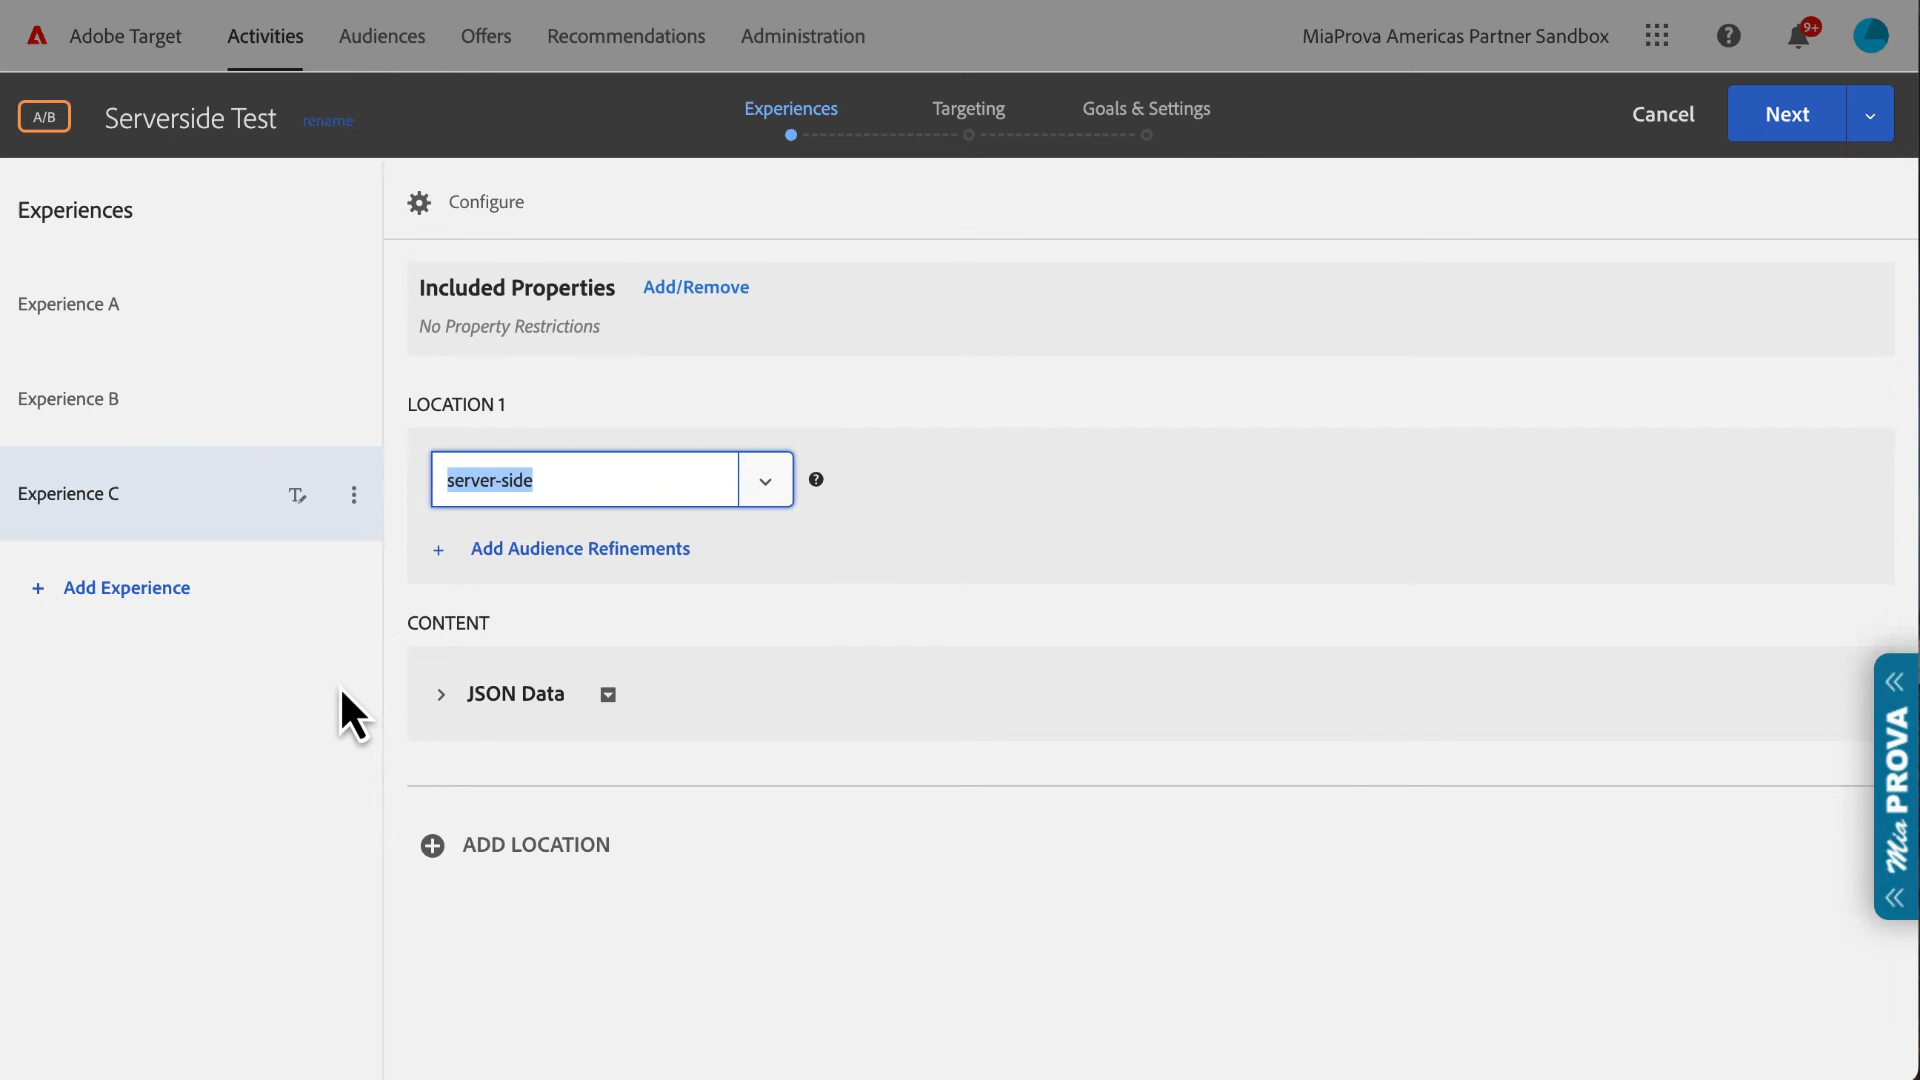 Adobe Target
Activities
Audiences
Offers
Recommendations
Administration
MiaProva Americas Partner Sandbox
9+
A/B
Serverside Test
rename
Experiences
Targeting
Goals & Settings
Cancel
Next
Experiences
Experience A
Experience B
Experience C
+ Add Experience
Configure
Included Properties
Add/Remove
No Property Restrictions
LOCATION 1
server-side
+ Add Audience Refinements
CONTENT
JSON Data
ADD LOCATION
Mia PROVA